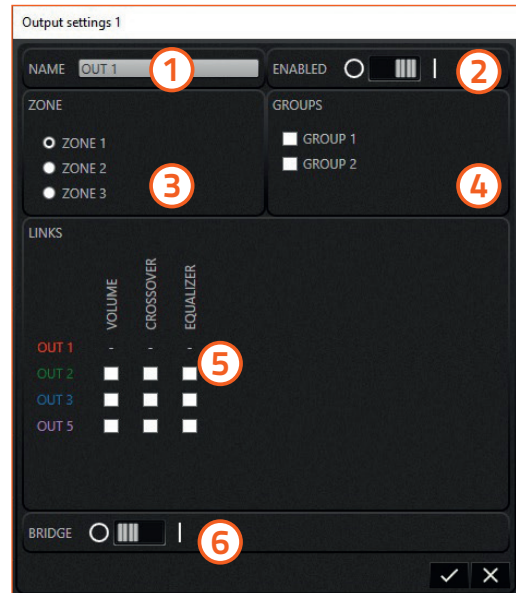 Output settings 1
NAME OUT 1 1 ENABLED 2
ZONE GROUPS
ZONE 1 GROUP 1
ZONE 2 GROUP 2
ZONE 3 3 4
LINKS
VOLUME CROSSOVER EQUALIZER
OUT 1 - - - 5
OUT 2
OUT 3
OUT 5
BRIDGE 6